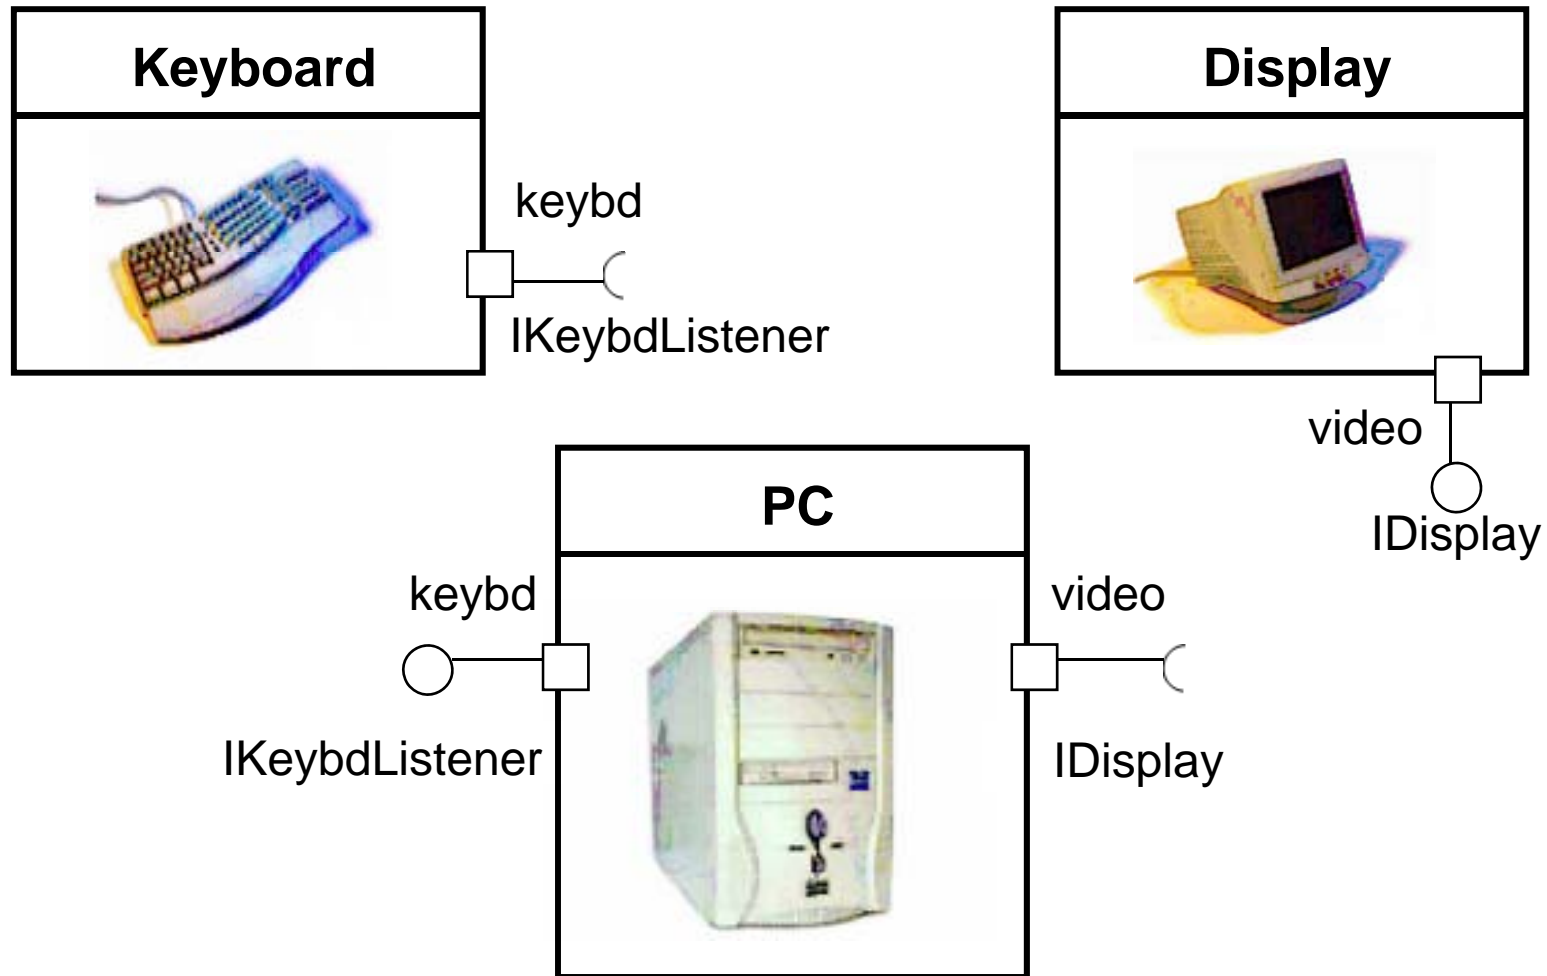 Keyboard
keybd
IKeybdListener
Display
video
IDisplay
PC
keybd
IKeybdListener
video
IDisplay